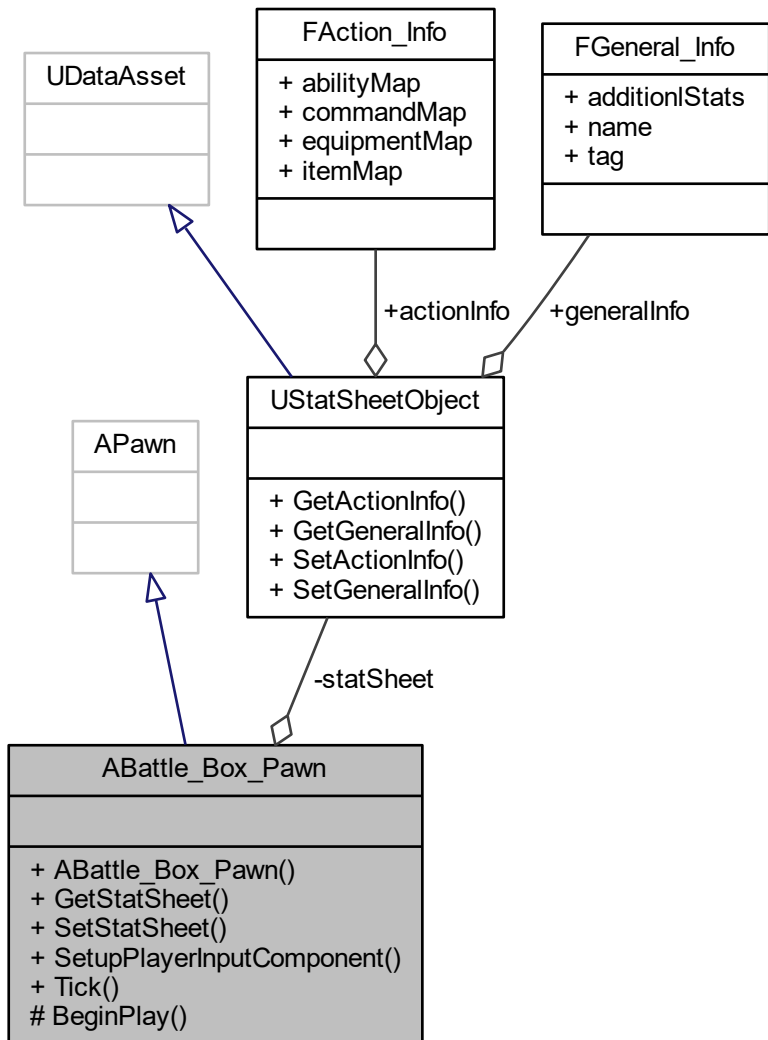 FAction_Info
+ abilityMap
+ commandMap
+ equipmentMap
+ itemMap
FGeneral_Info
+ additionlStats
+ name
+ tag
UDataAsset
+actionInfo
+generalInfo
UStatSheetObject
+ GetActionInfo()
+ GetGeneralInfo()
+ SetActionInfo()
+ SetGeneralInfo()
APawn
-statSheet
ABattle_Box_Pawn
+ ABattle_Box_Pawn()
+ GetStatSheet()
+ SetStatSheet()
+ SetupPlayerInputComponent()
+ Tick()
# BeginPlay()